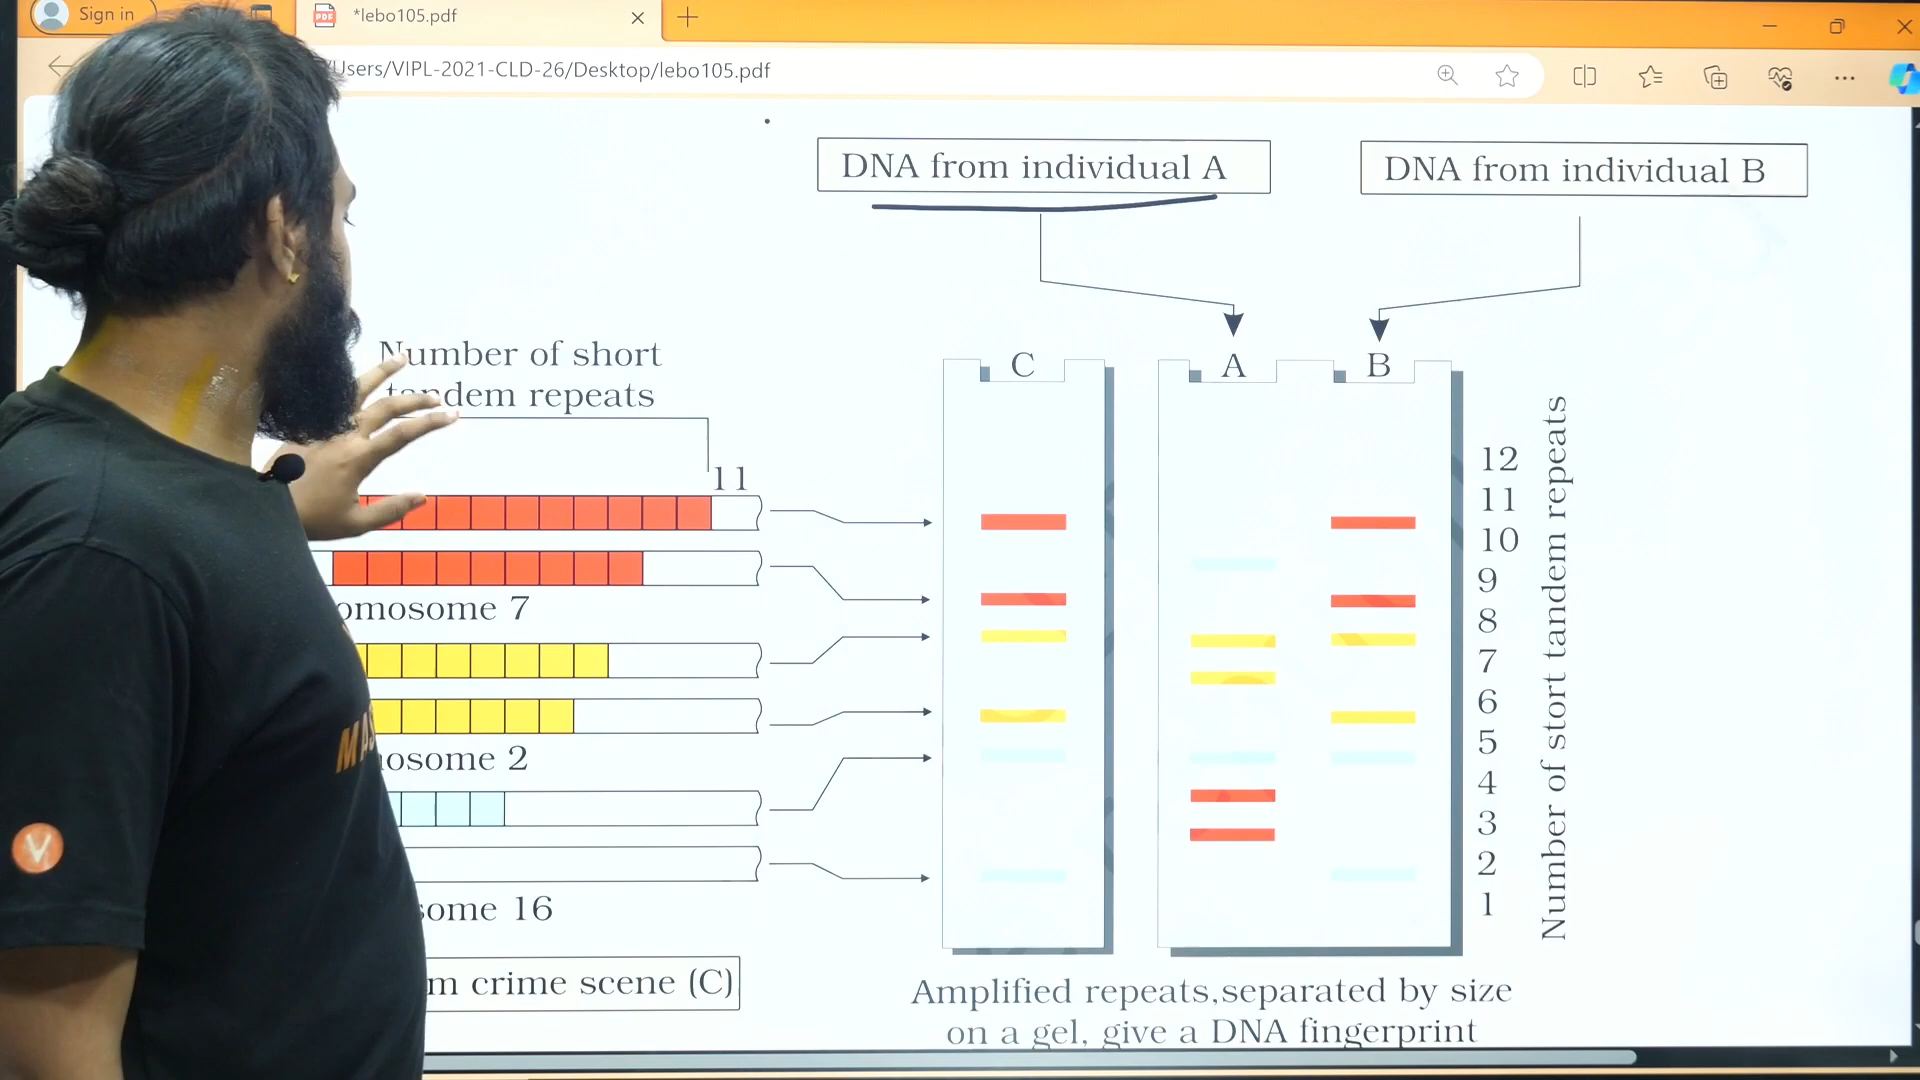 Sign in
*lebo105.pdf
/Users/VIPL-2021-CLD-26/Desktop/lebo105.pdf
DNA from individual A
DNA from individual B
Number of short
tandem repeats
11
omosome 7
osome 2
some 16
m crime scene (C)
C
A
B
12
11
10
9
8
7
6
5
4
3
2
1
Number of stort tandem repeats
Amplified repeats,separated by size
on a gel, give a DNA fingerprint
MAS
V